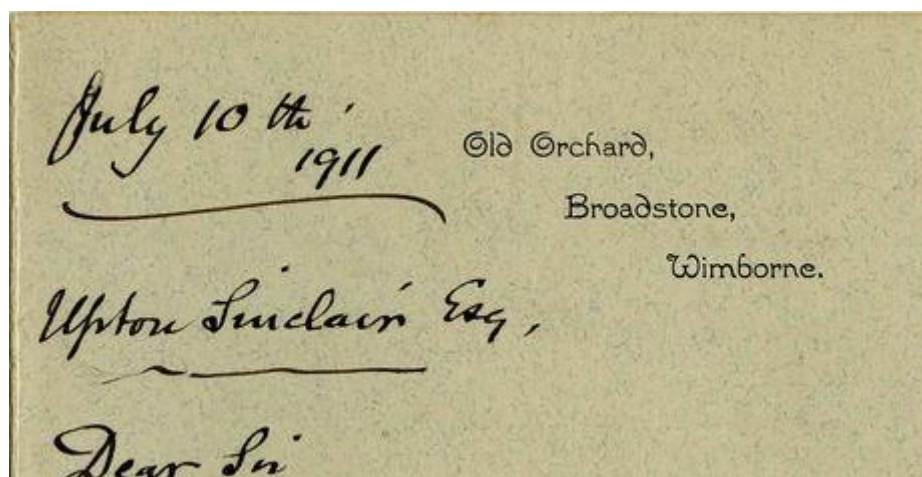 July 10th.
1911
Old Orchard,
Broadstone,
Wimborne.
Upton Sinclair Esq,
Dear Sir